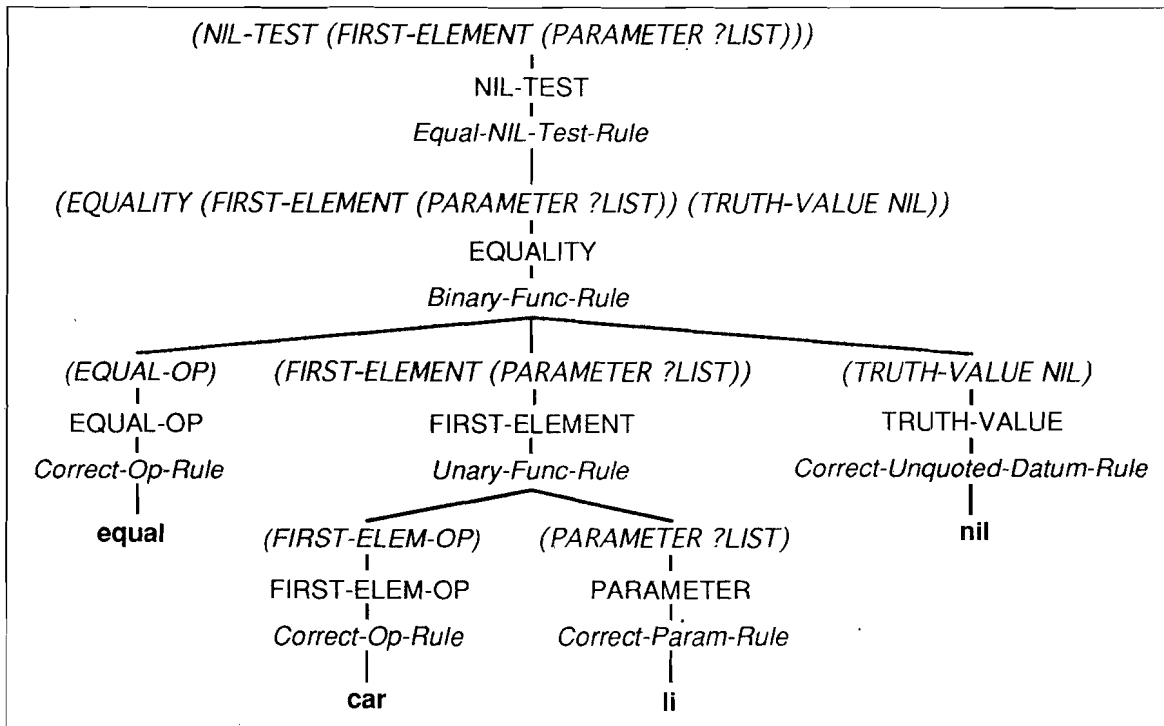 (NIL-TEST (FIRST-ELEMENT (PARAMETER ?LIST)))
NIL-TEST
Equal-NIL-Test-Rule
(EQUALITY (FIRST-ELEMENT (PARAMETER ?LIST)) (TRUTH-VALUE NIL))
EQUALITY
Binary-Func-Rule
(EQUAL-OP) (FIRST-ELEMENT (PARAMETER ?LIST)) (TRUTH-VALUE NIL)
EQUAL-OP FIRST-ELEMENT TRUTH-VALUE
Correct-Op-Rule Unary-Func-Rule Correct-Unquoted-Datum-Rule
equal (FIRST-ELEM-OP) (PARAMETER ?LIST) nil
FIRST-ELEM-OP PARAMETER
Correct-Op-Rule Correct-Param-Rule
car li